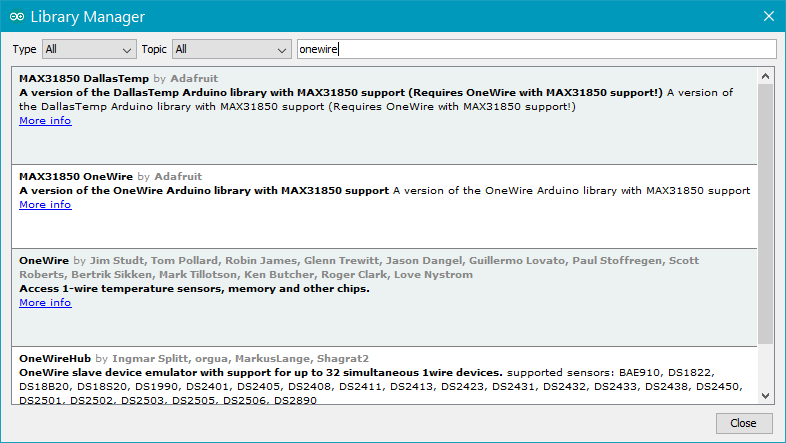 Library Manager
Type All Topic All onewire
MAX31850 DallasTemp by Adafruit
A version of the DallasTemp Arduino library with MAX31850 support (Requires OneWire with MAX31850 support!) A version of
the DallasTemp Arduino library with MAX31850 support (Requires OneWire with MAX31850 support!)
More info
MAX31850 OneWire by Adafruit
A version of the OneWire Arduino library with MAX31850 support A version of the OneWire Arduino library with MAX31850 support
More info
OneWire by Jim Studt, Tom Pollard, Robin James, Glenn Trewitt, Jason Dangel, Guillermo Lovato, Paul Stoffregen, Scott
Roberts, Bertrik Sikken, Mark Tillotson, Ken Butcher, Roger Clark, Love Nystrom
Access 1-wire temperature sensors, memory and other chips.
More info
OneWireHub by Ingmar Splitt, orgua, MarkusLange, Shagrat2
OneWire slave device emulator with support for up to 32 simultaneous 1wire devices. supported sensors: BAE910, DS1822,
DS18B20, DS18S20, DS1990, DS2401, DS2405, DS2408, DS2411, DS2413, DS2423, DS2431, DS2432, DS2433, DS2438, DS2450,
DS2501, DS2502, DS2503, DS2505, DS2506, DS2890
Close